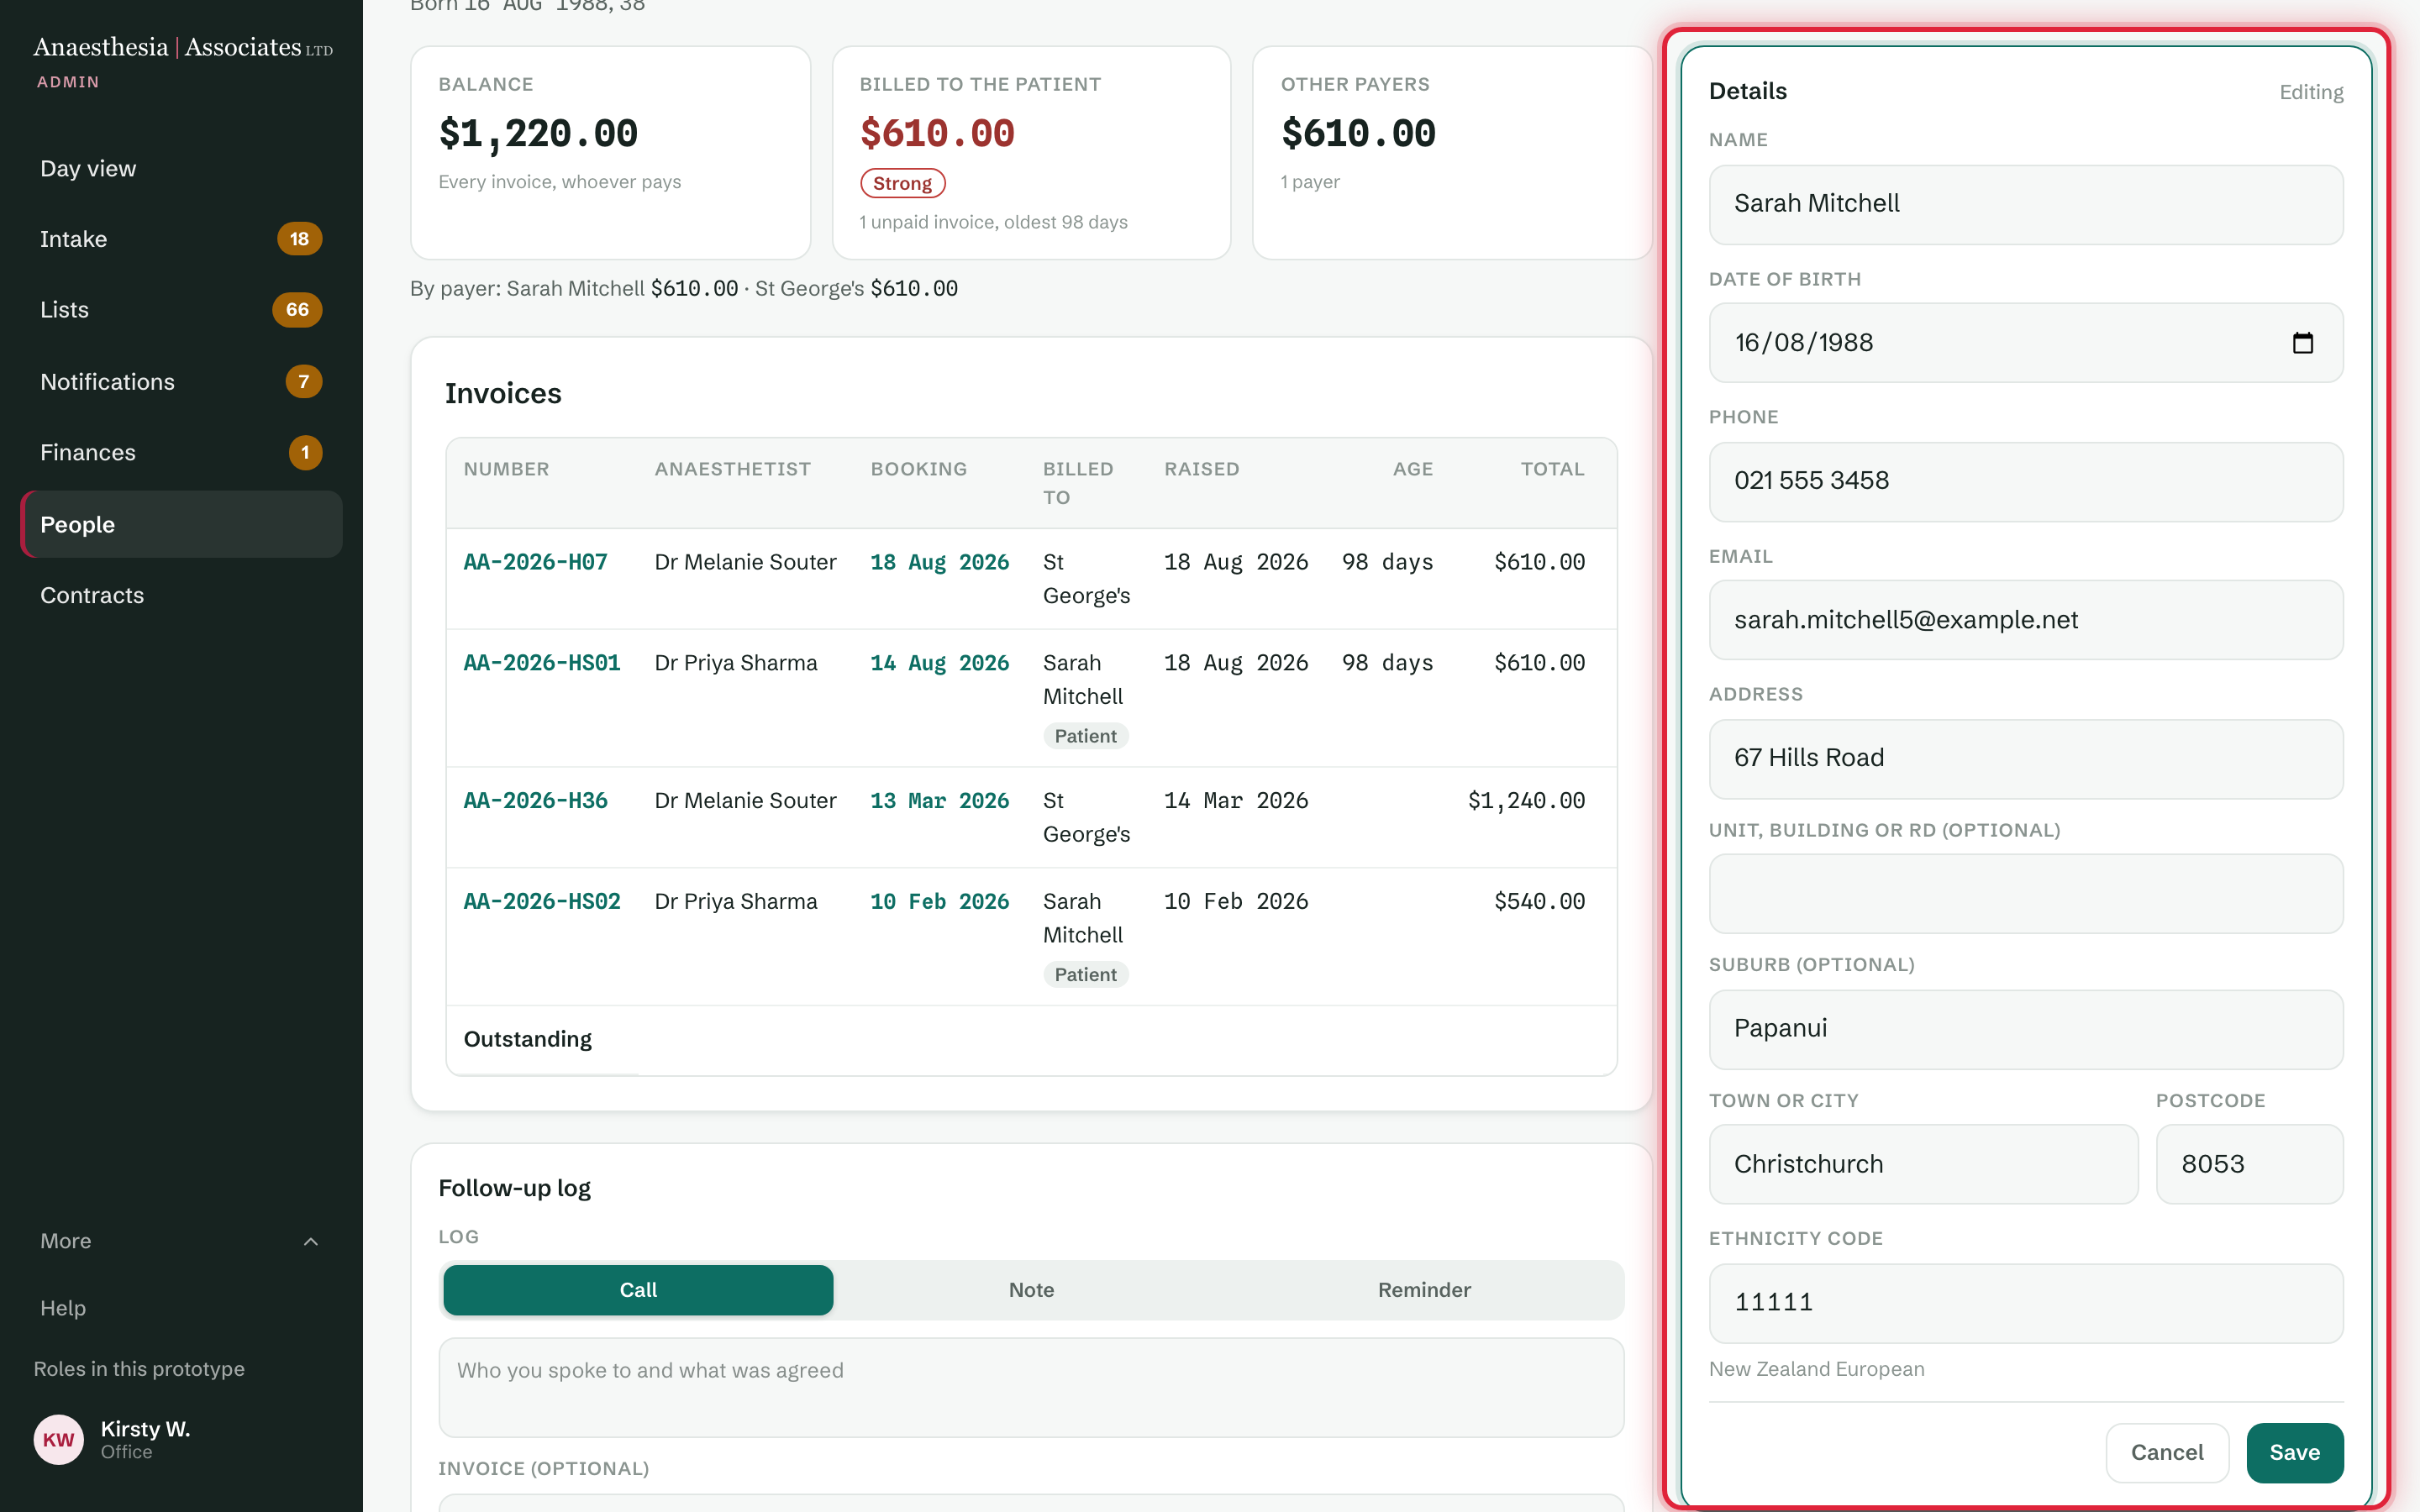 Anaesthesia | Associates LTD
ADMIN
Day view
Intake 18
Lists 66
Notifications 7
Finances 1
People
Contracts
More
Help
Roles in this prototype
KW
Kirsty W.
Office
Born 16 AUG 1988, 38
BALANCE
$1,220.00
Every invoice, whoever pays
BILLED TO THE PATIENT
$610.00
Strong
1 unpaid invoice, oldest 98 days
OTHER PAYERS
$610.00
1 payer
By payer: Sarah Mitchell $610.00 · St George's $610.00
Invoices
NUMBER ANAESTHETIST BOOKING BILLED TO RAISED AGE TOTAL
AA-2026-H07 Dr Melanie Souter 18 Aug 2026 St George's 18 Aug 2026 98 days $610.00
AA-2026-HS01 Dr Priya Sharma 14 Aug 2026 Sarah Mitchell Patient 18 Aug 2026 98 days $610.00
AA-2026-H36 Dr Melanie Souter 13 Mar 2026 St George's 14 Mar 2026 $1,240.00
AA-2026-HS02 Dr Priya Sharma 10 Feb 2026 Sarah Mitchell Patient 10 Feb 2026 $540.00
Outstanding
Follow-up log
LOG
Call Note Reminder
Who you spoke to and what was agreed
INVOICE (OPTIONAL)
Details Editing
NAME
Sarah Mitchell
DATE OF BIRTH
16/08/1988
PHONE
021 555 3458
EMAIL
sarah.mitchell5@example.net
ADDRESS
67 Hills Road
UNIT, BUILDING OR RD (OPTIONAL)
SUBURB (OPTIONAL)
Papanui
TOWN OR CITY POSTCODE
Christchurch 8053
ETHNICITY CODE
11111
New Zealand European
Cancel Save